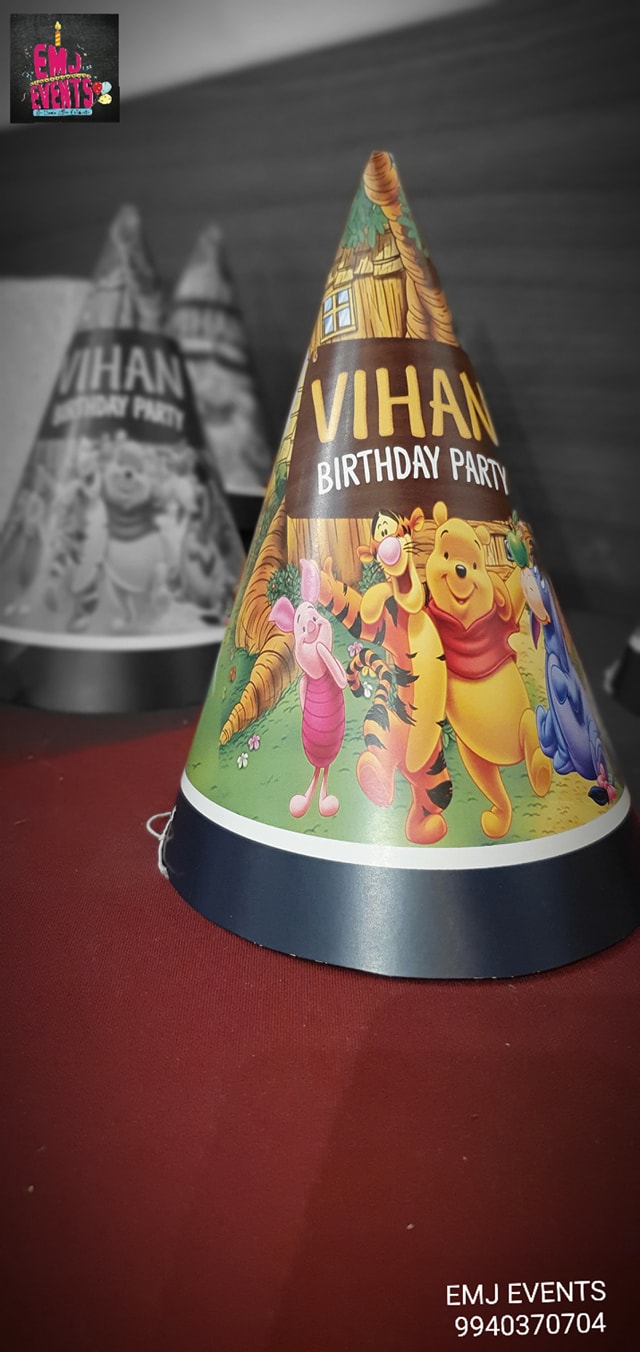 EMJ
EVENTS
VIHAN
BIRTHDAY PARTY
VIHAN
BIRTHDAY PARTY
EMJ EVENTS
9940370704